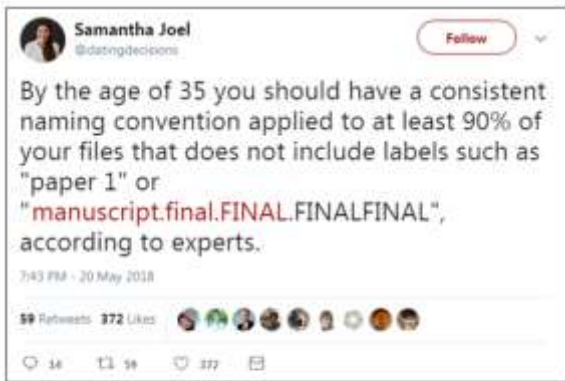 Samantha Joel
@datingdecisions
Follow
By the age of 35 you should have a consistent
naming convention applied to at least 90% of
your files that does not include labels such as
"paper 1" or
"manuscript.final.FINAL.FINALFINAL",
according to experts.
7:43 PM - 20 May 2018
59 Retweets 372 Likes
14 59 372